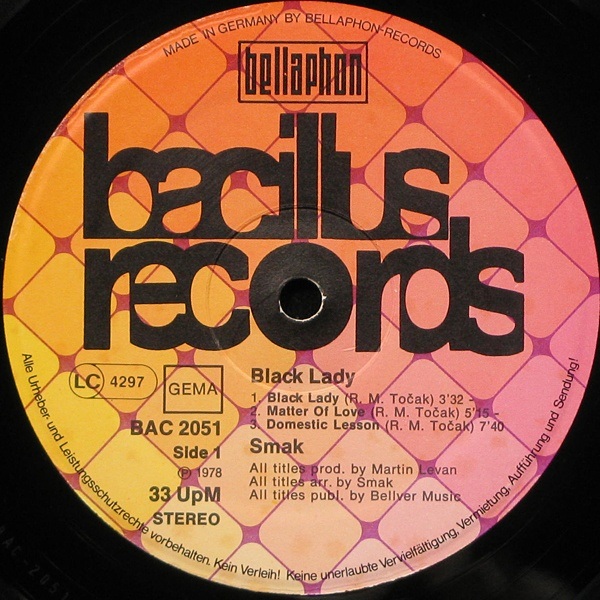 MADE IN GERMANY BY BELLAPHON-RECORDS
bellaphon
bacillus
records
LC 4297
GEMA
BAC 2051
Side 1
Ⓟ 1978
33 UpM
STEREO
Black Lady
1. Black Lady (R. M. Točak) 3'32 -
2. Matter Of Love (R. M. Točak) 5'15 -
3. Domestic Lesson (R. M. Točak) 7'40
Smak
All titles prod. by Martin Levan
All titles arr. by Smak
All titles publ. by Bellver Music
Alle Urheber- und Leistungsschutzrechte vorbehalten. Kein Verleih! Keine unerlaubte Vervielfältigung, Vermietung, Aufführung und Sendung!